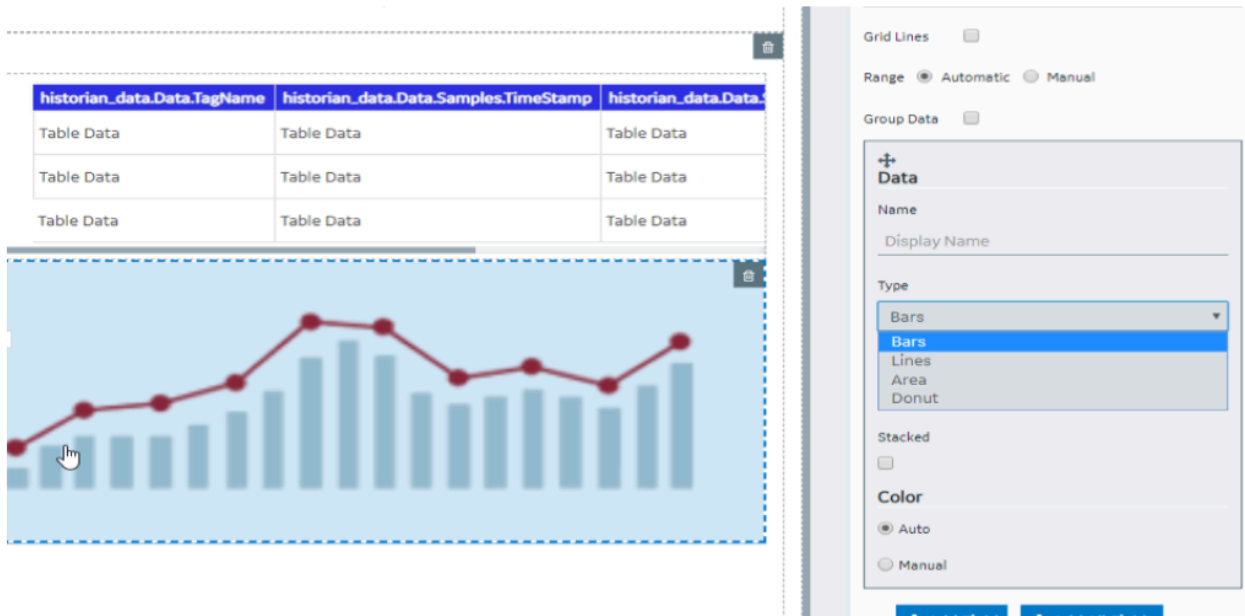 historian_data.Data.TagName historian_data.Data.Samples.TimeStamp historian_data.Data.
Table Data Table Data Table Data
Table Data Table Data Table Data
Table Data Table Data Table Data
Grid Lines
Range Automatic Manual
Group Data
Data
Name
Display Name
Type
Bars
Bars
Lines
Area
Donut
Stacked
Color
Auto
Manual